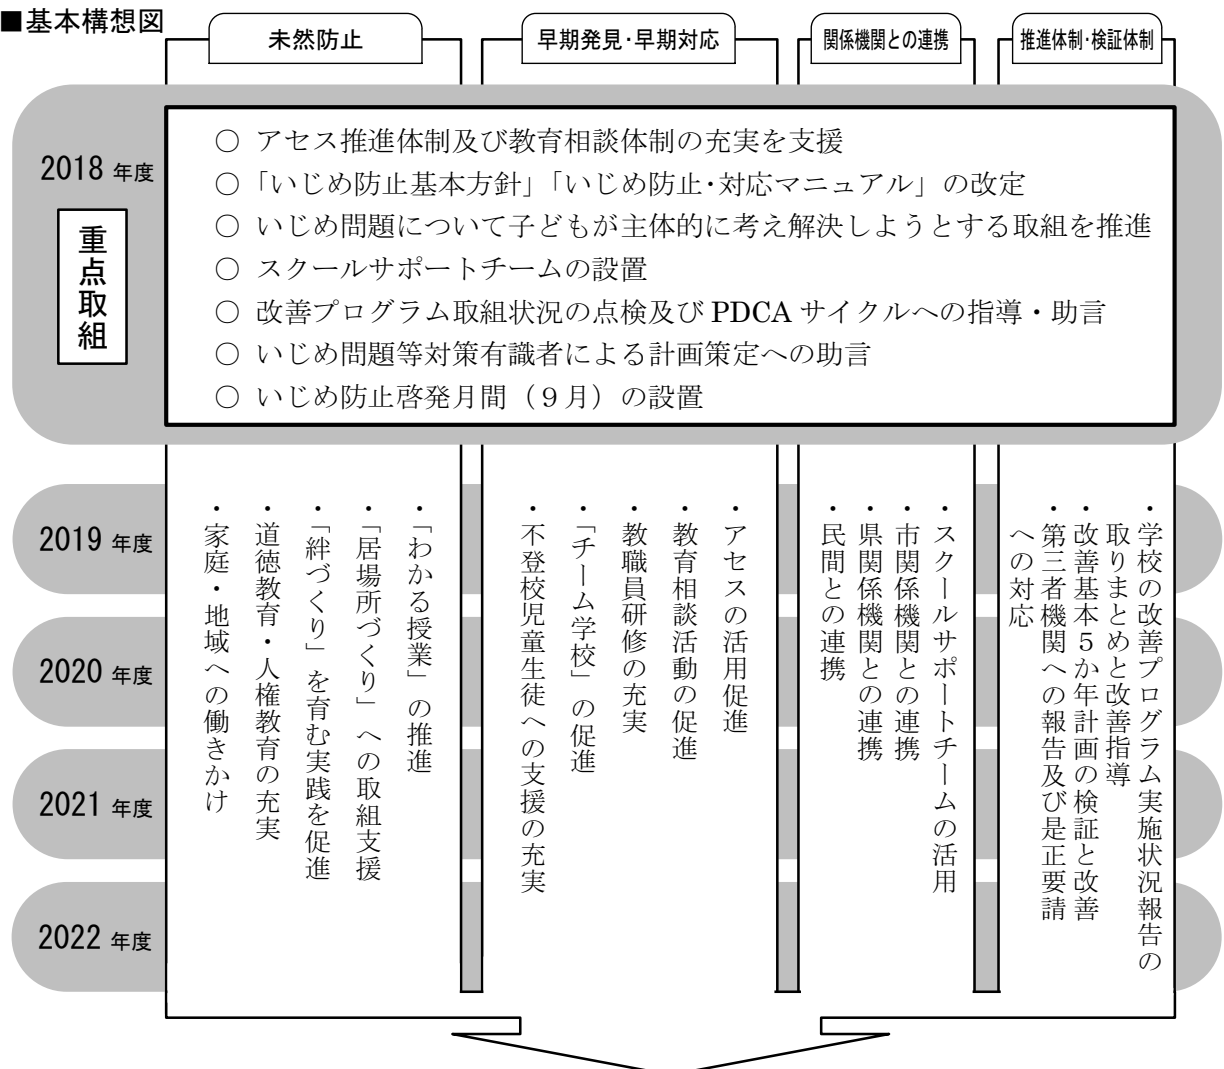 ■基本構想図
未然防止
早期発見・早期対応
関係機関との連携
推進体制・検証体制
2018 年度
重点取組
○ アセス推進体制及び教育相談体制の充実を支援
○「いじめ防止基本方針」「いじめ防止・対応マニュアル」の改定
○ いじめ問題について子どもが主体的に考え解決しようとする取組を推進
○ スクールサポートチームの設置
○ 改善プログラム取組状況の点検及び PDCA サイクルへの指導・助言
○ いじめ問題等対策有識者による計画策定への助言
○ いじめ防止啓発月間（９月）の設置
2019 年度
2020 年度
2021 年度
2022 年度
・「わかる授業」の推進
・「居場所づくり」への取組支援
・「絆づくり」を育む実践を促進
・道徳教育・人権教育の充実
・家庭・地域への働きかけ
・アセスの活用促進
・教育相談活動の促進
・教職員研修の充実
・「チーム学校」の促進
・不登校児童生徒への支援の充実
・スクールサポートチームの活用
・市関係機関との連携
・県関係機関との連携
・民間との連携
・学校の改善プログラム実施状況報告の
取りまとめと改善指導
・改善基本５か年計画の検証と改善
・第三者機関への報告及び是正要請
への対応